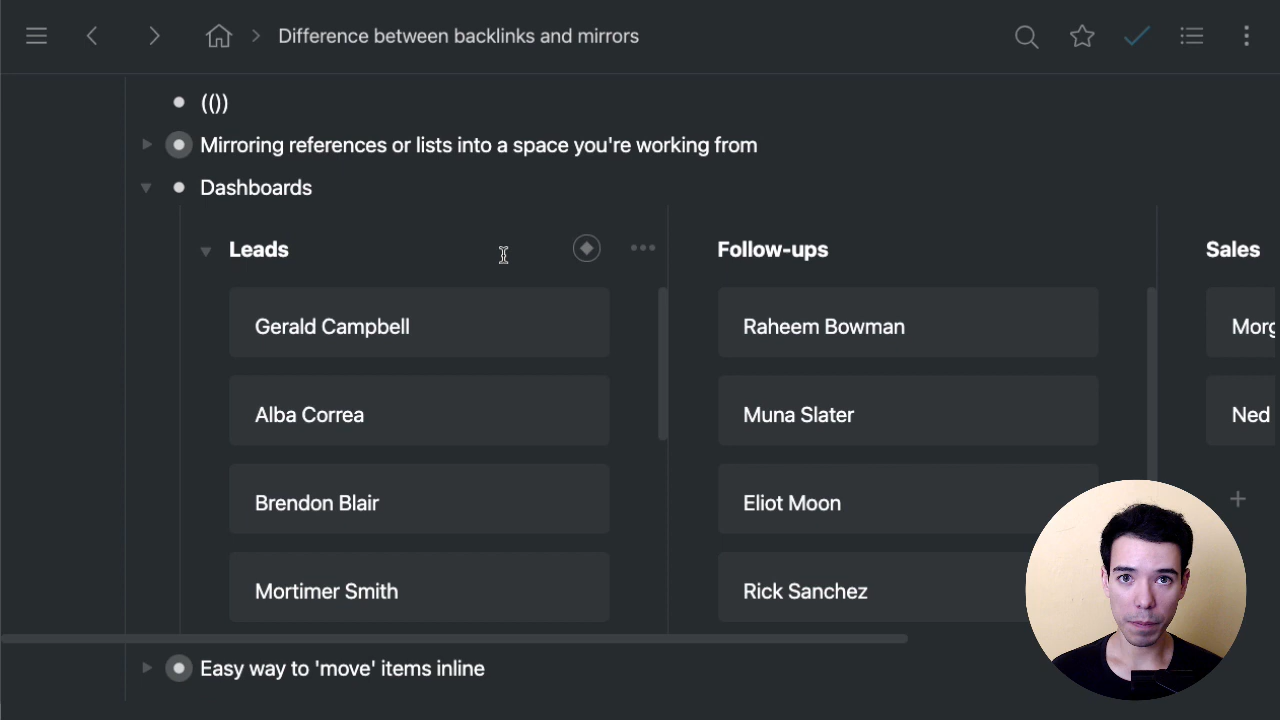 Difference between backlinks and mirrors
(())
Mirroring references or lists into a space you're working from
Dashboards
Leads
Follow-ups
Sales
Gerald Campbell
Raheem Bowman
Morg
Alba Correa
Muna Slater
Ned
Brendon Blair
Eliot Moon
Mortimer Smith
Rick Sanchez
Easy way to 'move' items inline